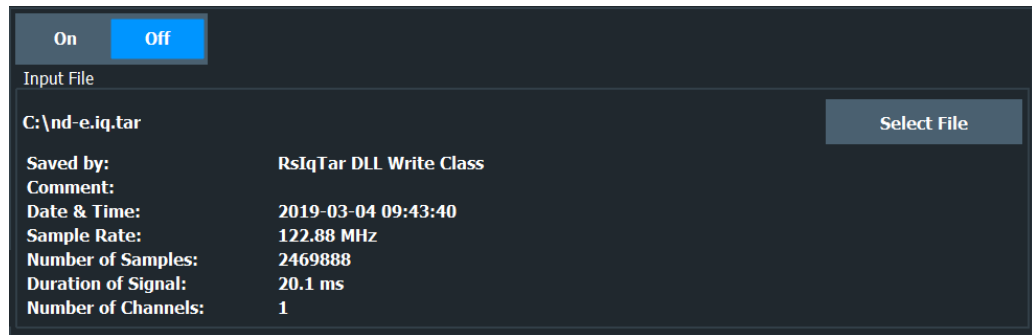 On Off
Input File
C:\nd-e.iq.tar Select File
Saved by: RsIqTar DLL Write Class
Comment:
Date & Time: 2019-03-04 09:43:40
Sample Rate: 122.88 MHz
Number of Samples: 2469888
Duration of Signal: 20.1 ms
Number of Channels: 1